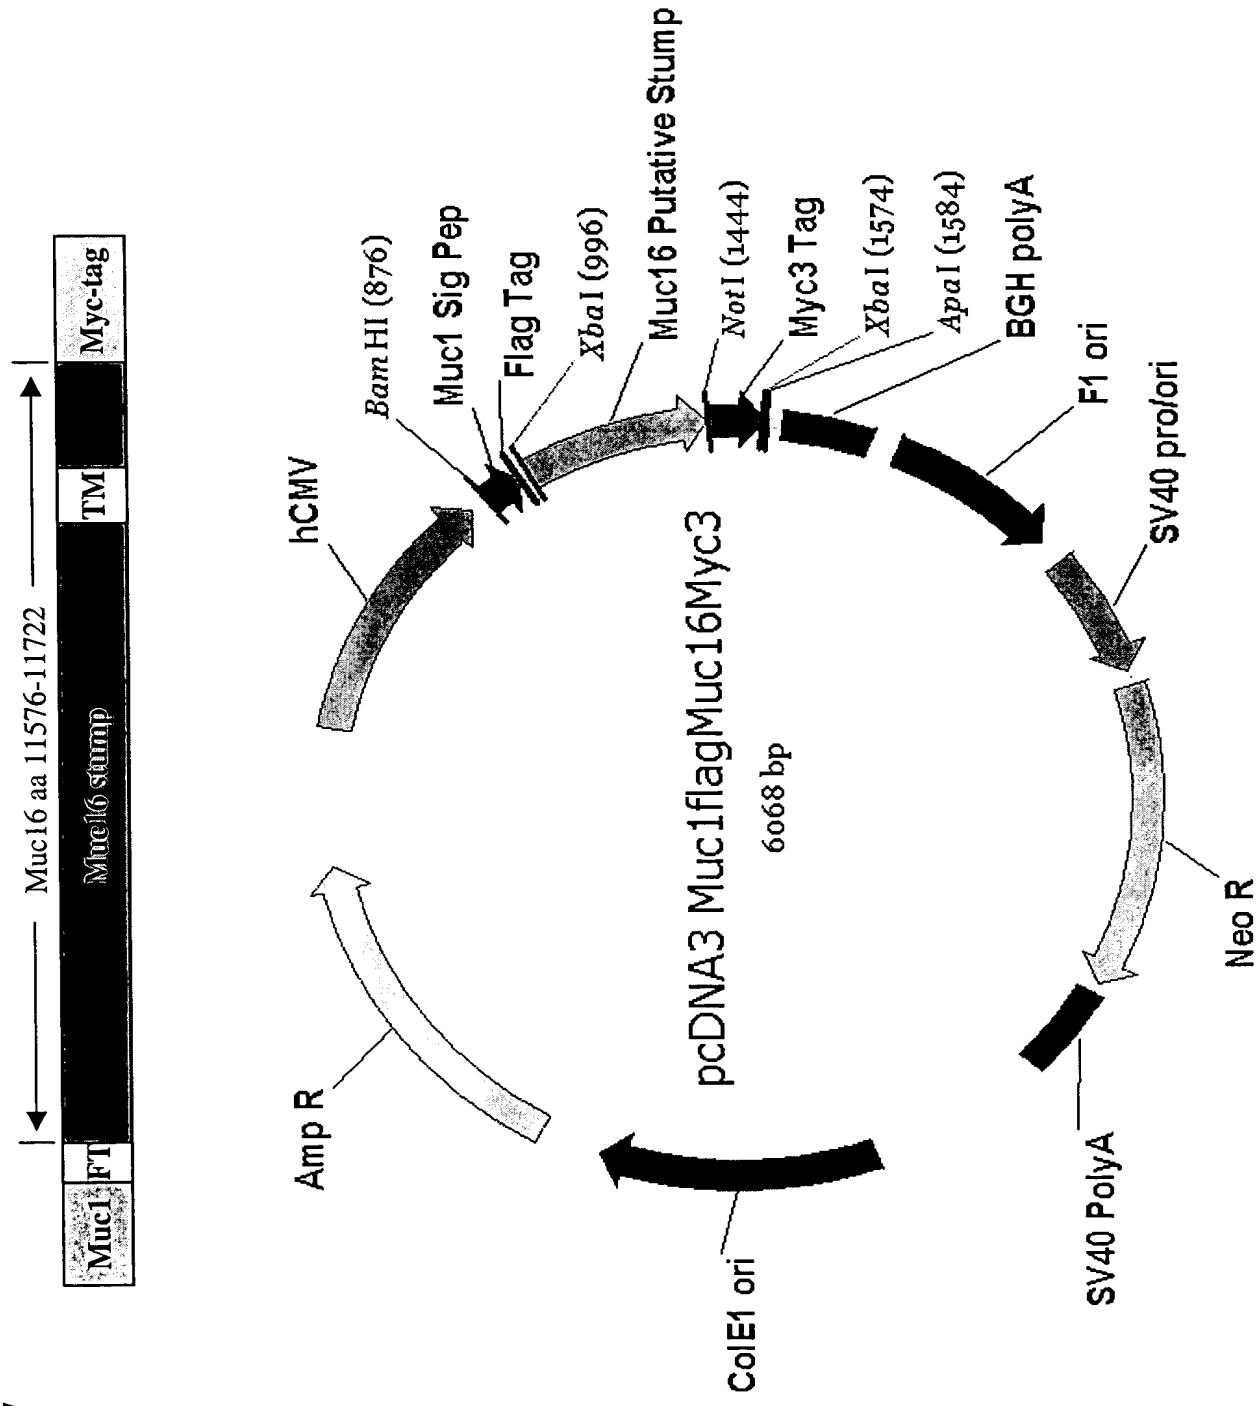 Muc16 aa 11576-11722
Muc1
FT
Muc16 stump
TM
Myc-tag
hCMV
BamHI (876)
Muc1 Sig Pep
Flag Tag
XbaI (996)
Muc16 Putative Stump
NotI (1444)
Myc3 Tag
XbaI (1574)
ApaI (1584)
BGH polyA
F1 ori
SV40 pro/ori
Neo R
SV40 PolyA
ColE1 ori
Amp R
pcDNA3 Muc1flagMuc16Myc3
6068 bp